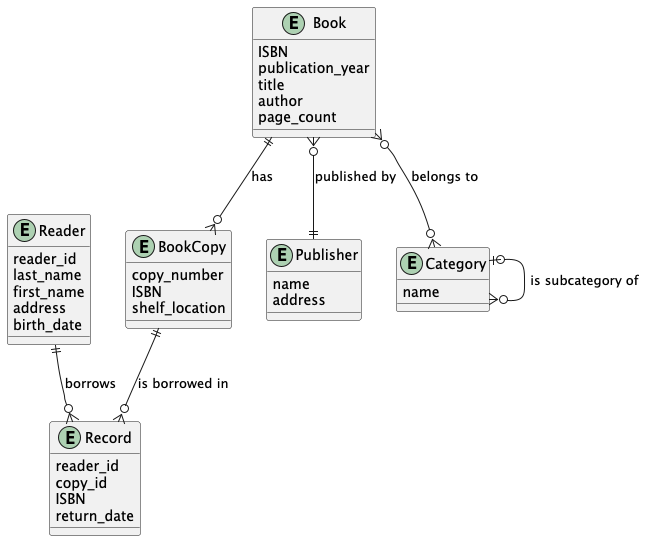 E Book
ISBN
publication_year
title
author
page_count
has
published by
belongs to
E Reader
reader_id
last_name
first_name
address
birth_date
E BookCopy
copy_number
ISBN
shelf_location
E Publisher
name
address
E Category
name
is subcategory of
borrows
is borrowed in
E Record
reader_id
copy_id
ISBN
return_date